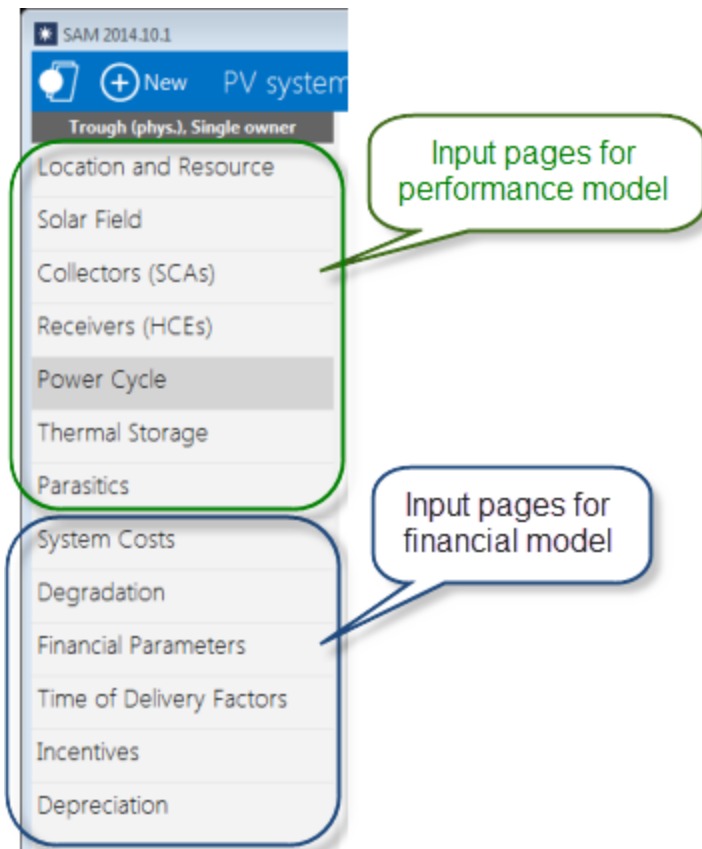 SAM 2014.10.1
New PV system
Trough (phys.), Single owner
Location and Resource
Solar Field
Collectors (SCAs)
Receivers (HCEs)
Power Cycle
Thermal Storage
Parasitics
System Costs
Degradation
Financial Parameters
Time of Delivery Factors
Incentives
Depreciation
Input pages for
performance model
Input pages for
financial model